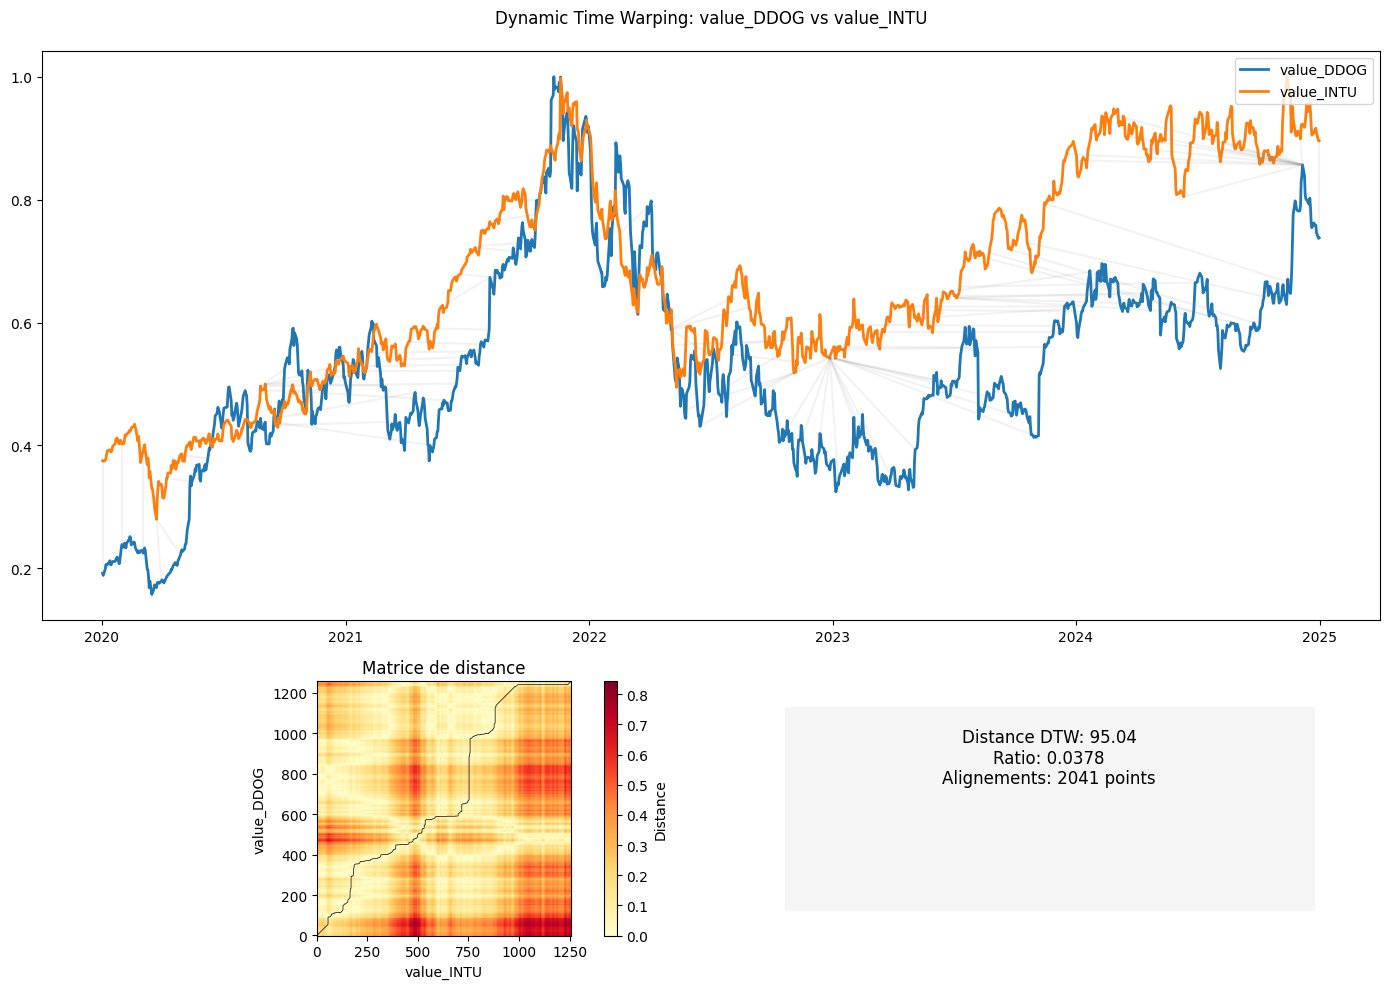 Dynamic Time Warping: value_DDOG vs value_INTU
value_DDOG
value_INTU
1.0
0.8
0.6
0.4
0.2
2020 2021 2022 2023 2024 2025
Matrice de distance
1200
1000
800
600
400
200
0
value_DDOG
0 250 500 750 1000 1250
value_INTU
0.8
0.7
0.6
0.5
0.4
0.3
0.2
0.1
0.0
Distance
Distance DTW: 95.04
Ratio: 0.0378
Alignements: 2041 points